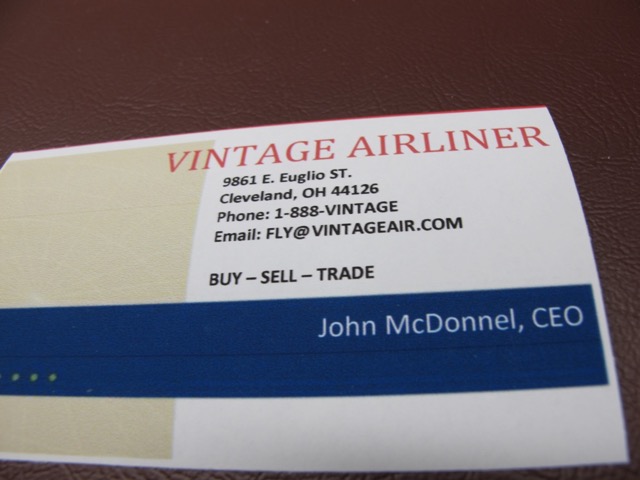 VINTAGE AIRLINER
9861 E. Euglio ST.
Cleveland, OH 44126
Phone: 1-888-VINTAGE
Email: FLY@VINTAGEAIR.COM
BUY – SELL – TRADE
John McDonnel, CEO